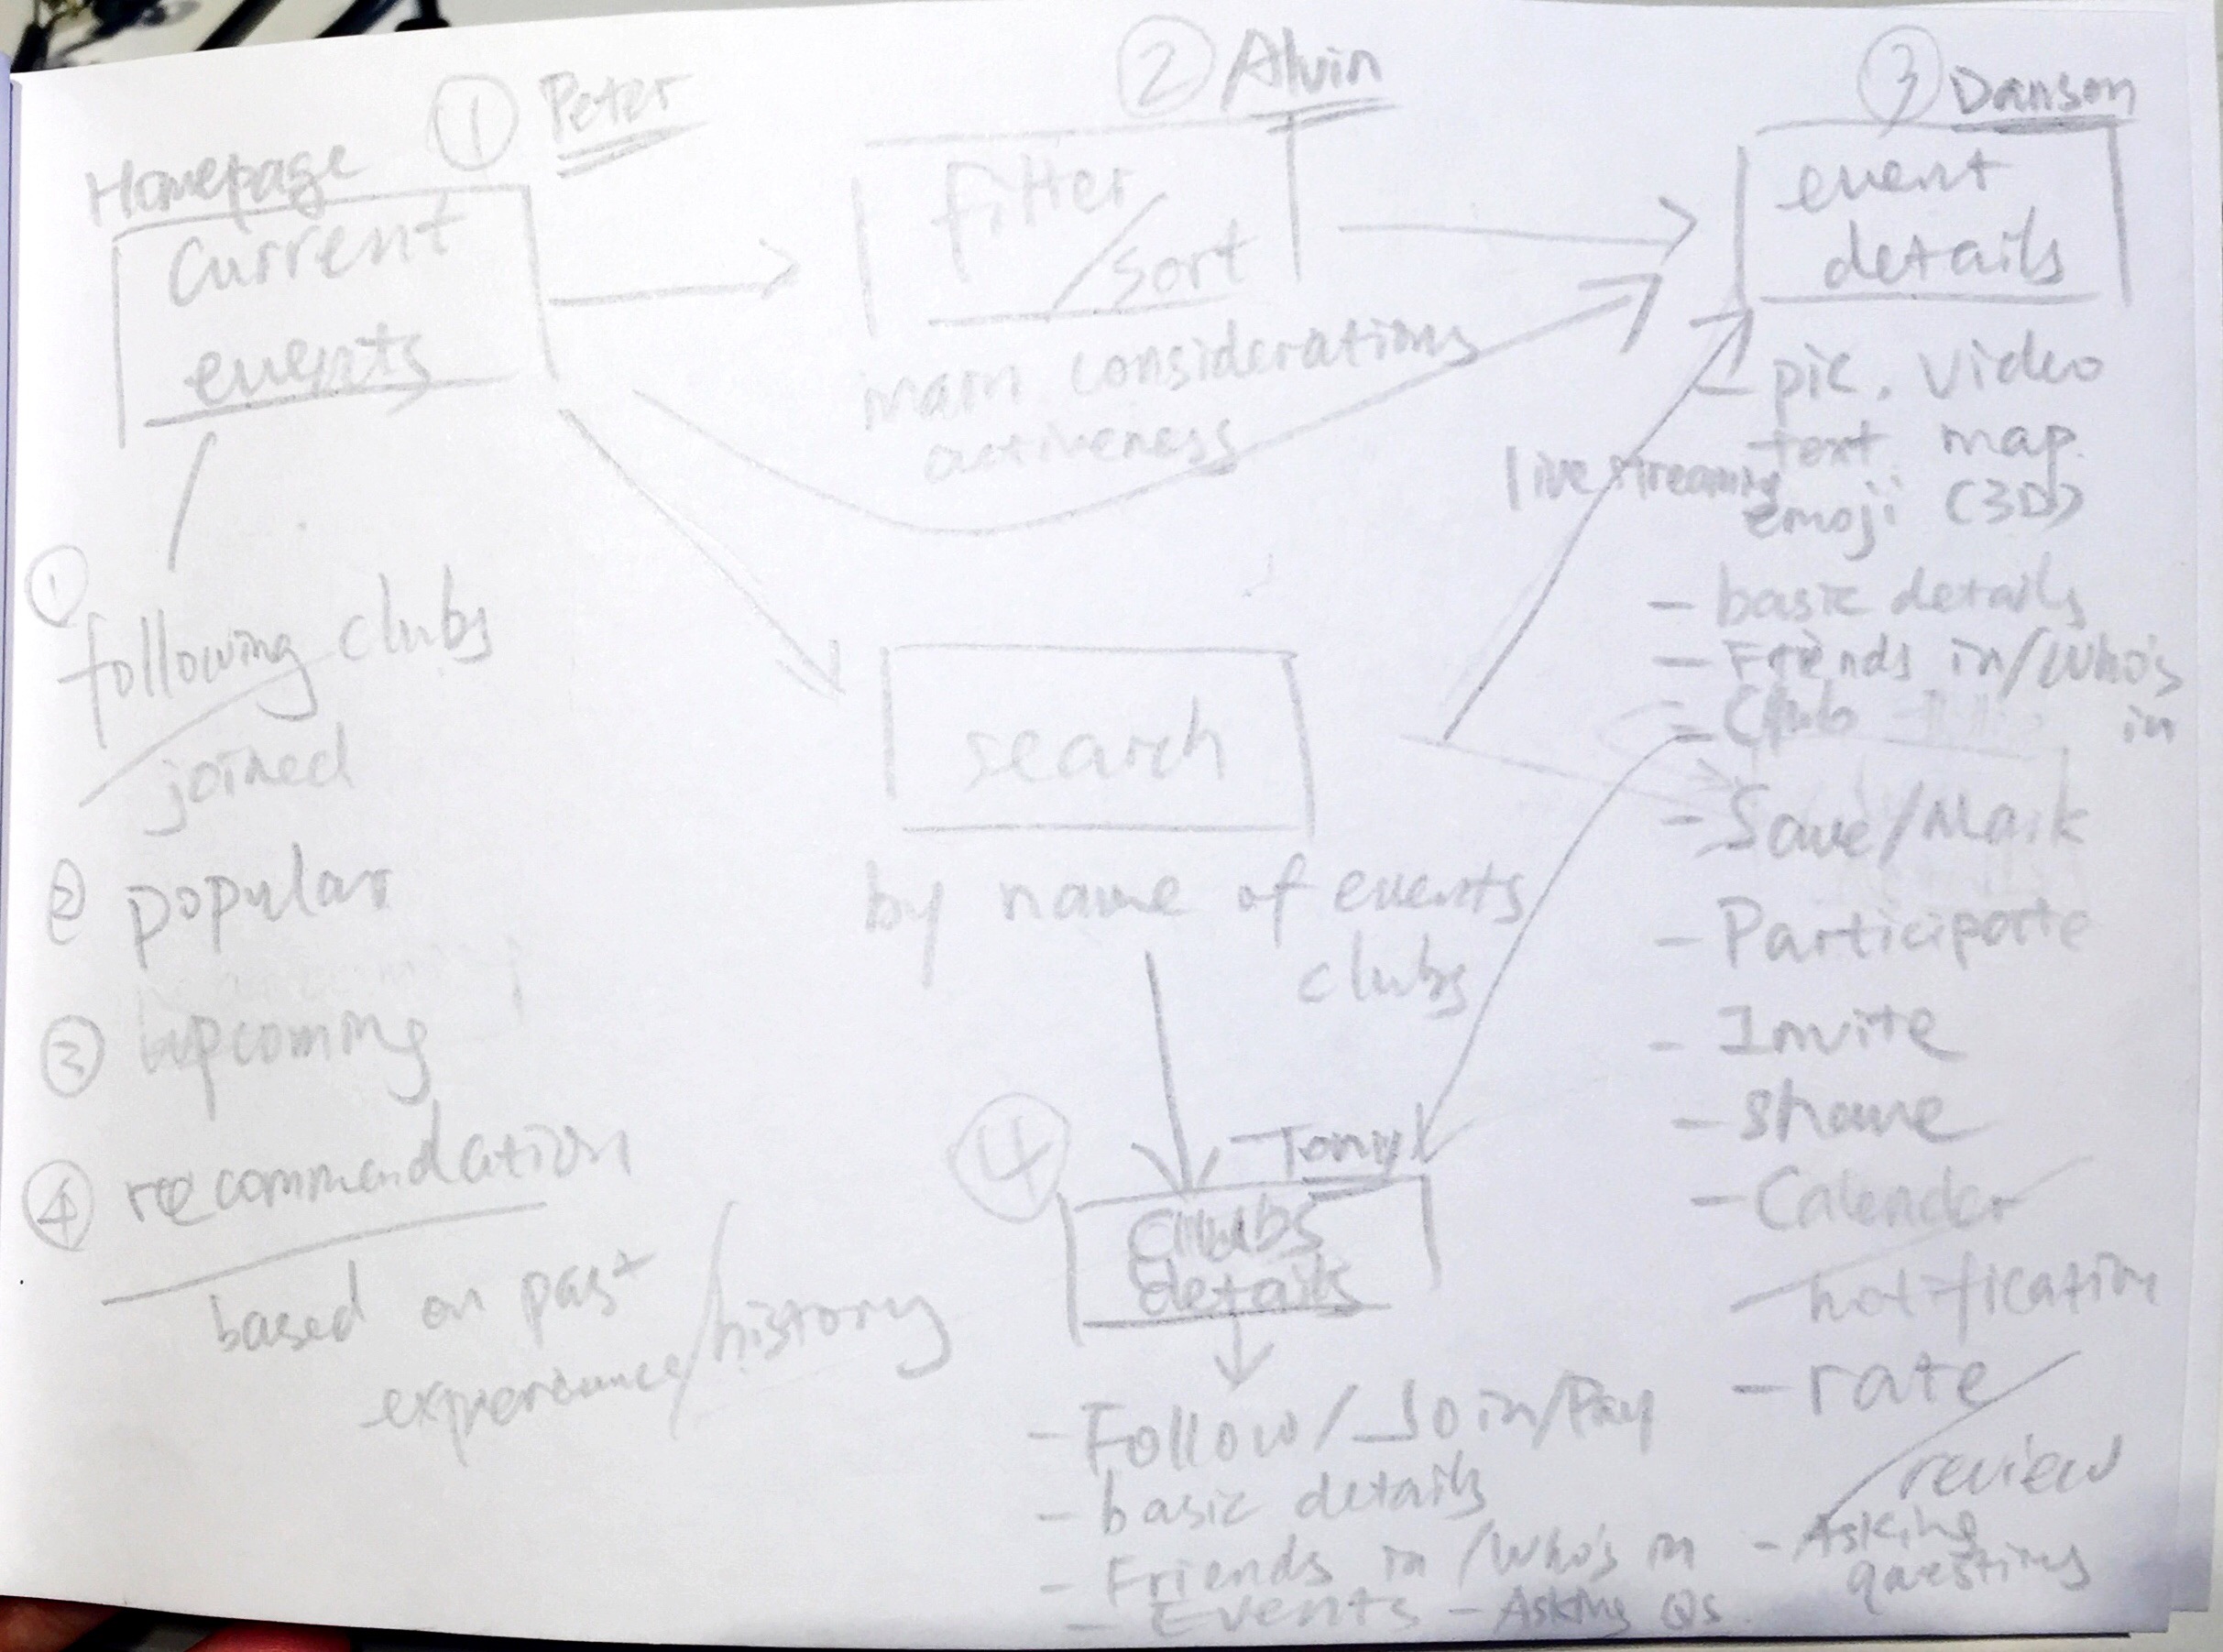 ① Peter
Homepage
Current
events
①
following clubs
/ joined
② popular
③ upcoming
④ recommendation
based on past
experience/history
② Alvin
filter
/ sort
main considerations
activeness
search
by name of events
clubs
④ Tony
clubs
details
- Follow / Join/Pay
- basic details
- Friends in /Who's in
- Events - Asking Qs
③ Danson
event
details
- pic. video
text map.
live streaming
emoji (3D)
- basic details
- Friends in/Who's
in
- Club
- Save/Mark
- Participate
- Invite
- Share
- Calender
/ notification
- rate
/ review
- Asking
questions